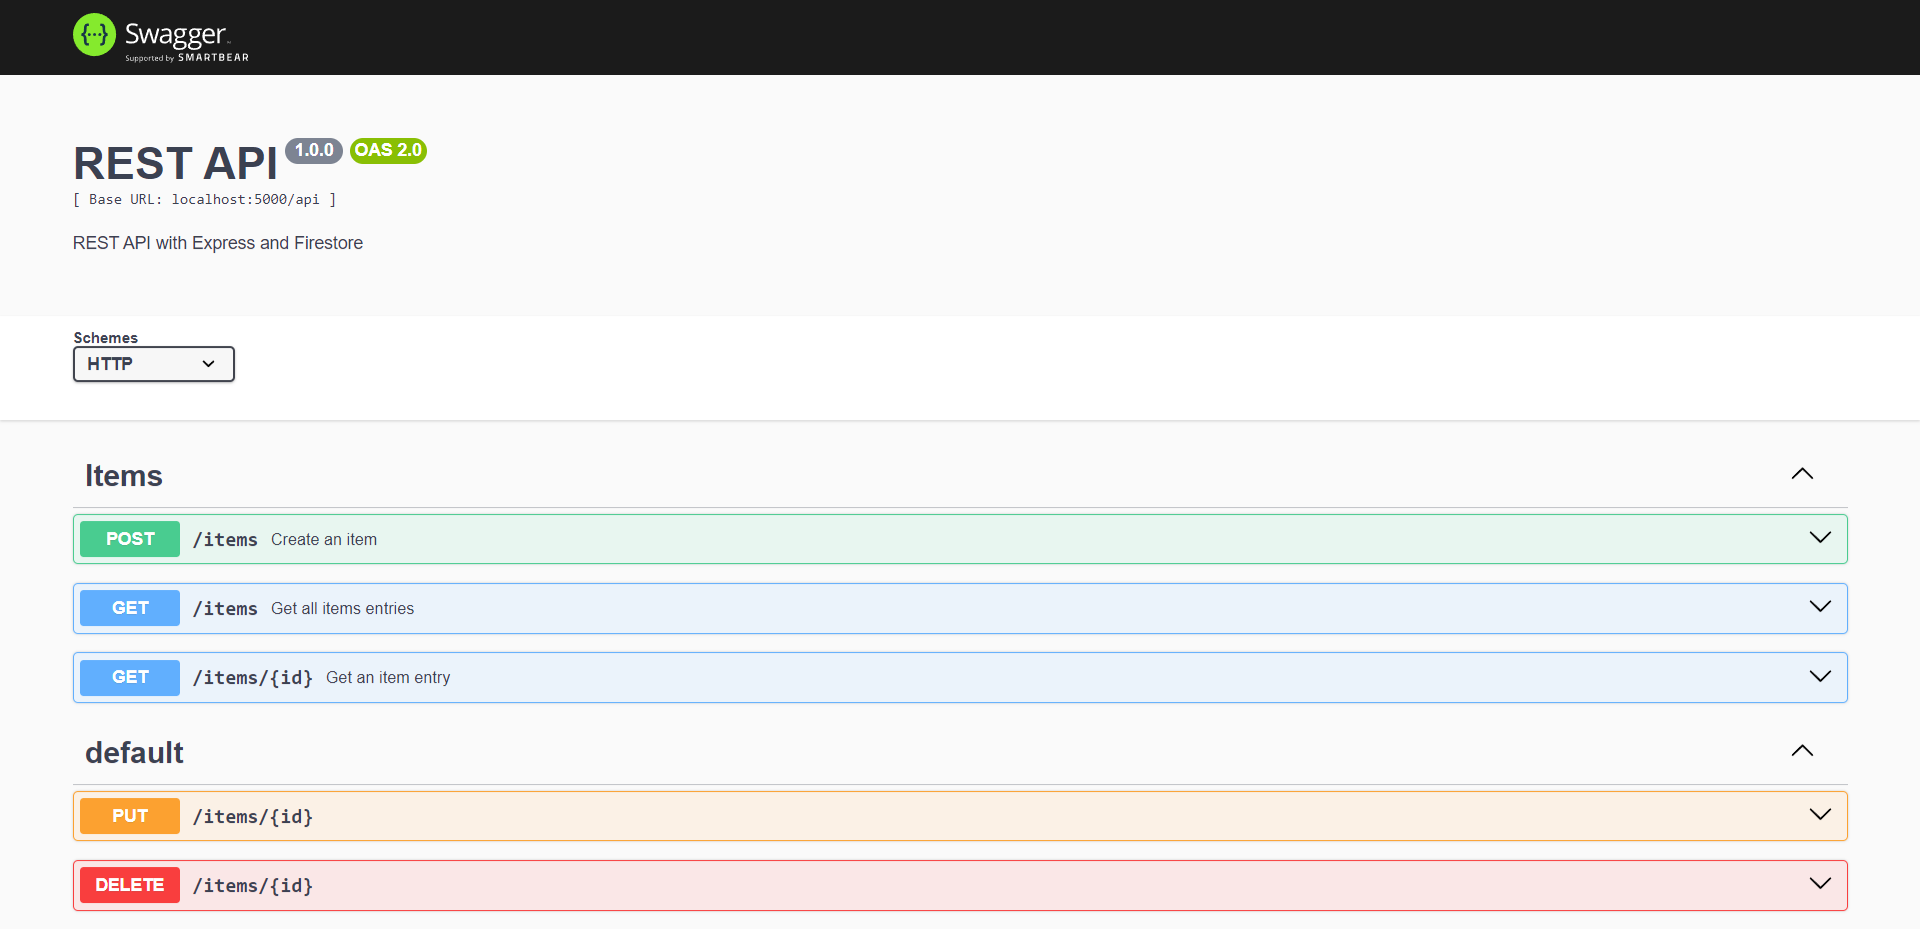 {···} Swagger™
Supported by SMARTBEAR
REST API 1.0.0 OAS 2.0
[ Base URL: localhost:5000/api ]
REST API with Express and Firestore
Schemes
HTTP
Items
POST /items Create an item
GET /items Get all items entries
GET /items/{id} Get an item entry
default
PUT /items/{id}
DELETE /items/{id}